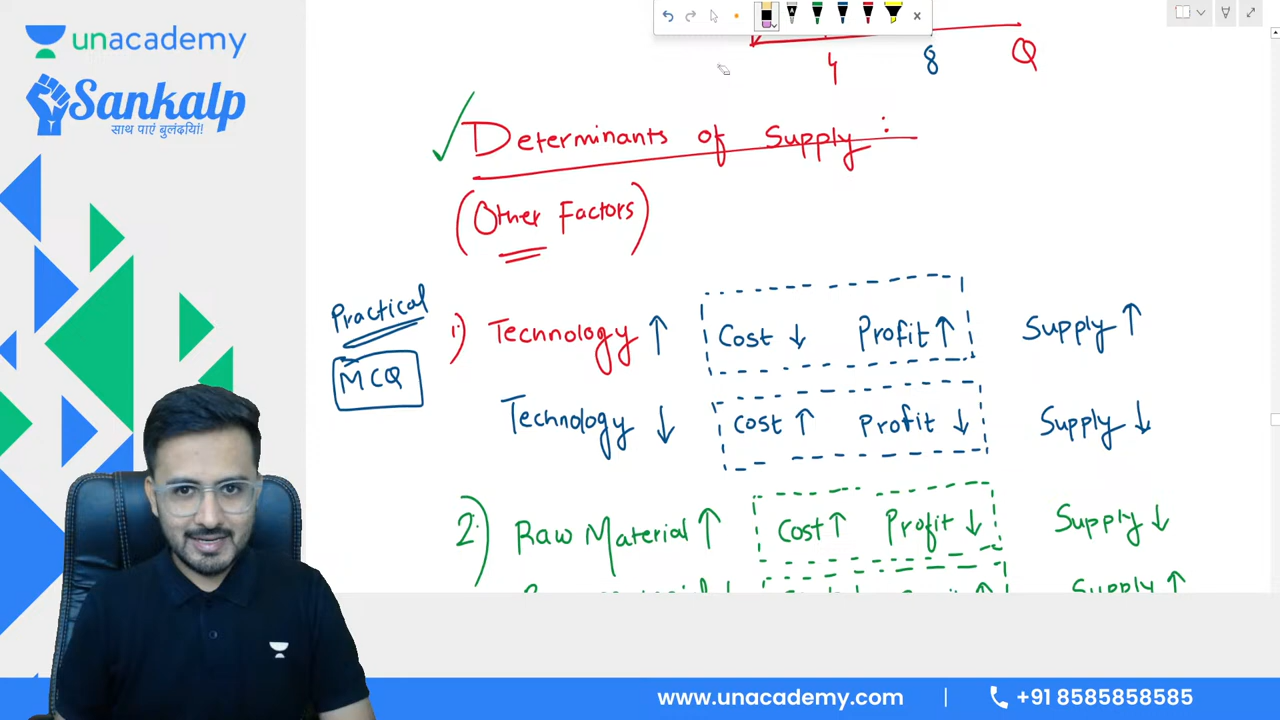 unacademy
Sankalp
साथ पाएं बुलंदियां!
4 8 Q
Determinants of Supply :
(Other Factors)
Practical
MCQ
1) Technology ↑ Cost ↓ Profit ↑ Supply ↑
Technology ↓ Cost ↑ Profit ↓ Supply ↓
2) Raw Material ↑ Cost ↑ Profit ↓ Supply ↓
Supply ↑
www.unacademy.com | +91 8585858585